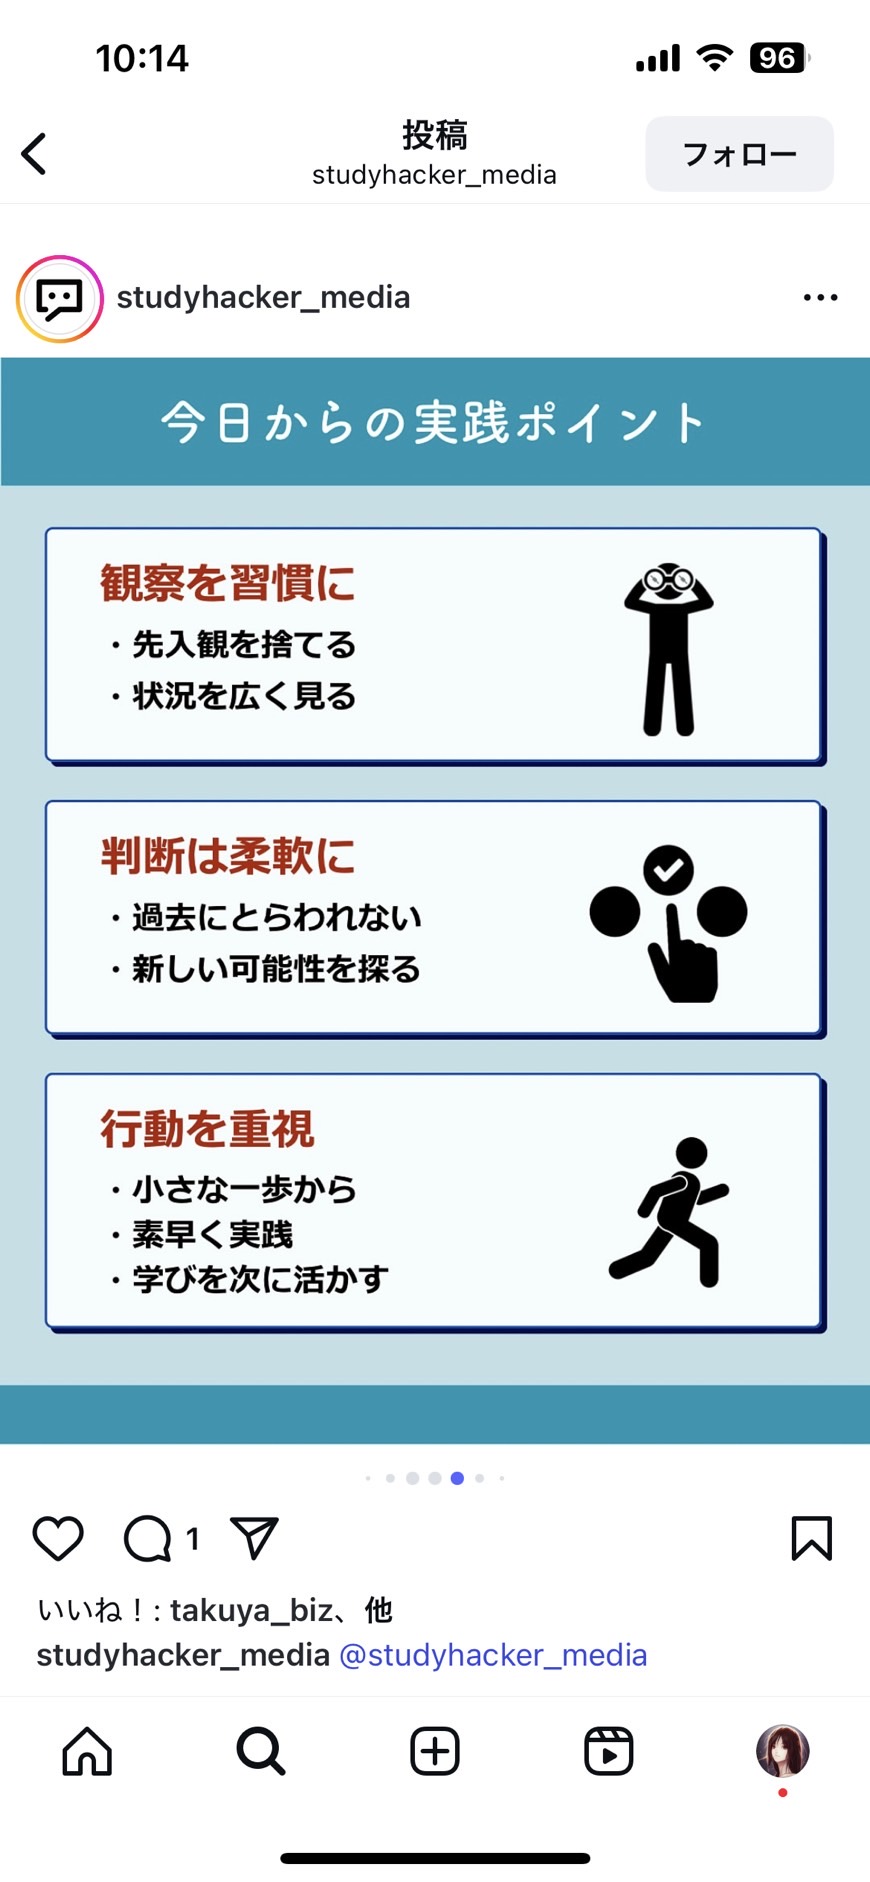 10:14
96
投稿
studyhacker_media
フォロー
studyhacker_media
今日からの実践ポイント
観察を習慣に
・先入観を捨てる
・状況を広く見る
判断は柔軟に
・過去にとらわれない
・新しい可能性を探る
行動を重視
・小さな一歩から
・素早く実践
・学びを次に活かす
1
いいね！: takuya_biz、他
studyhacker_media @studyhacker_media